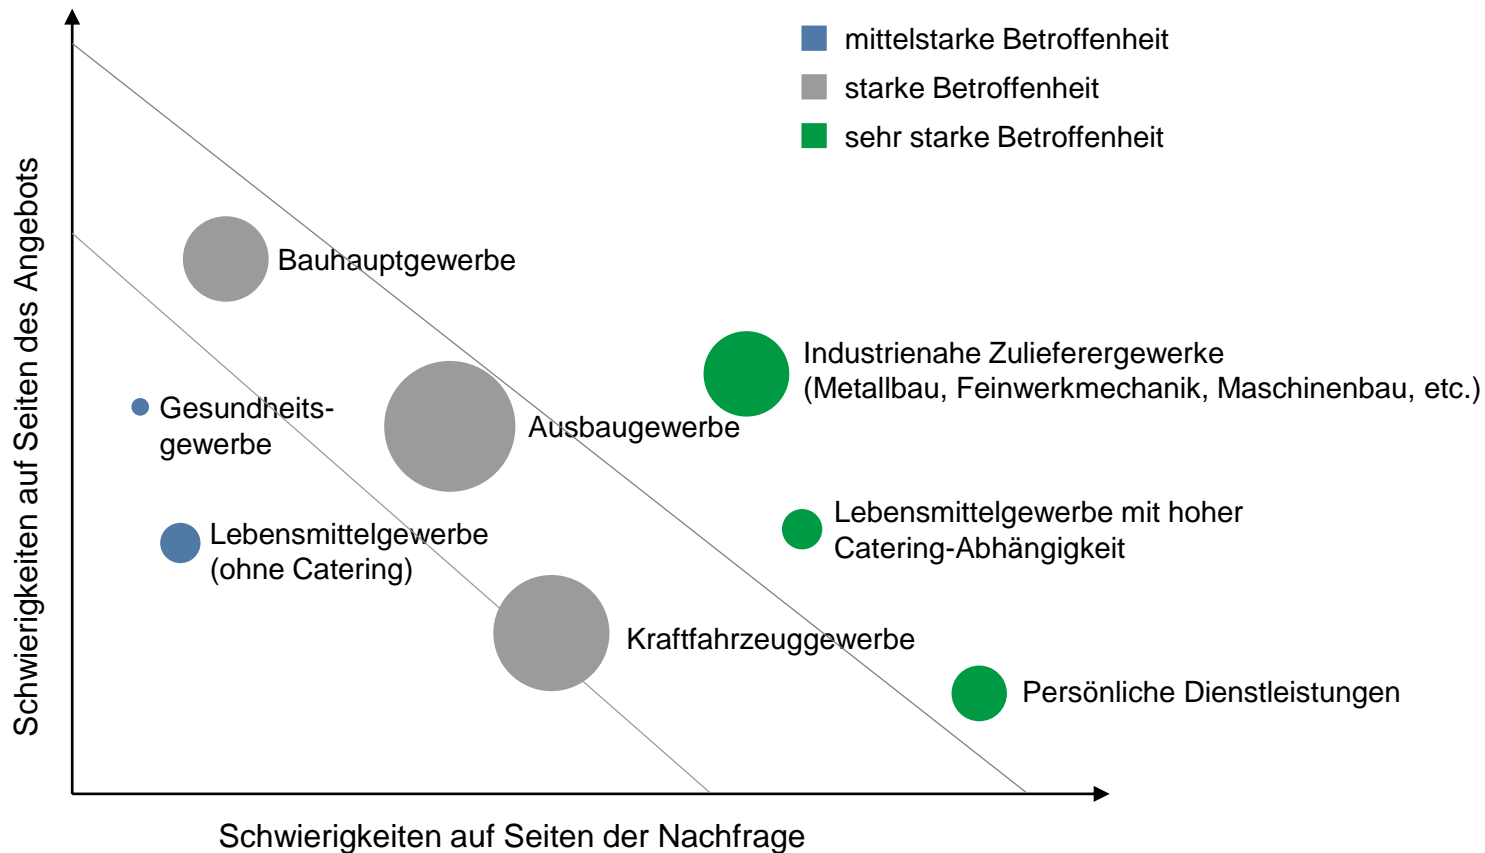 mittelstarke Betroffenheit
starke Betroffenheit
sehr starke Betroffenheit
Schwierigkeiten auf Seiten des Angebots
Bauhauptgewerbe
Industrienahe Zulieferergewerke
(Metallbau, Feinwerkmechanik, Maschinenbau, etc.)
Gesundheits-
gewerbe
Ausbaugewerbe
Lebensmittelgewerbe
(ohne Catering)
Lebensmittelgewerbe mit hoher
Catering-Abhängigkeit
Kraftfahrzeuggewerbe
Persönliche Dienstleistungen
Schwierigkeiten auf Seiten der Nachfrage